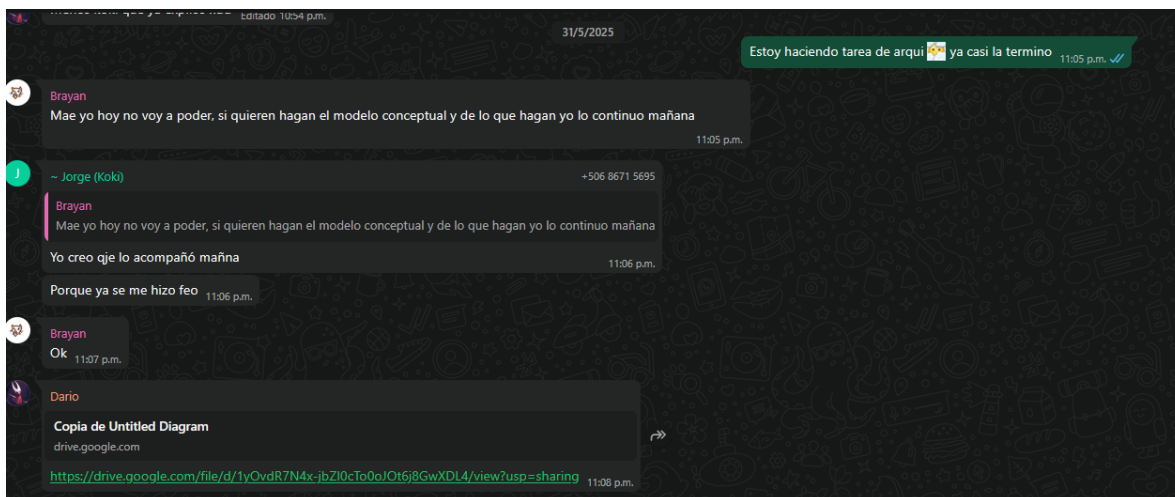 Editado 10:54 p.m.
31/5/2025
Estoy haciendo tarea de arqui ya casi la termino 11:05 p.m.
Brayan
Mae yo hoy no voy a poder, si quieren hagan el modelo conceptual y de lo que hagan yo lo continuo mañana
11:05 p.m.
J
~ Jorge (Koki) +506 8671 5695
Brayan
Mae yo hoy no voy a poder, si quieren hagan el modelo conceptual y de lo que hagan yo lo continuo mañana
Yo creo qje lo acompañó mañna
11:06 p.m.
Porque ya se me hizo feo 11:06 p.m.
Brayan
Ok 11:07 p.m.
Dario
Copia de Untitled Diagram
drive.google.com
https://drive.google.com/file/d/1yOvdR7N4x-jbZI0cTo0oJOt6j8GwXDL4/view?usp=sharing 11:08 p.m.